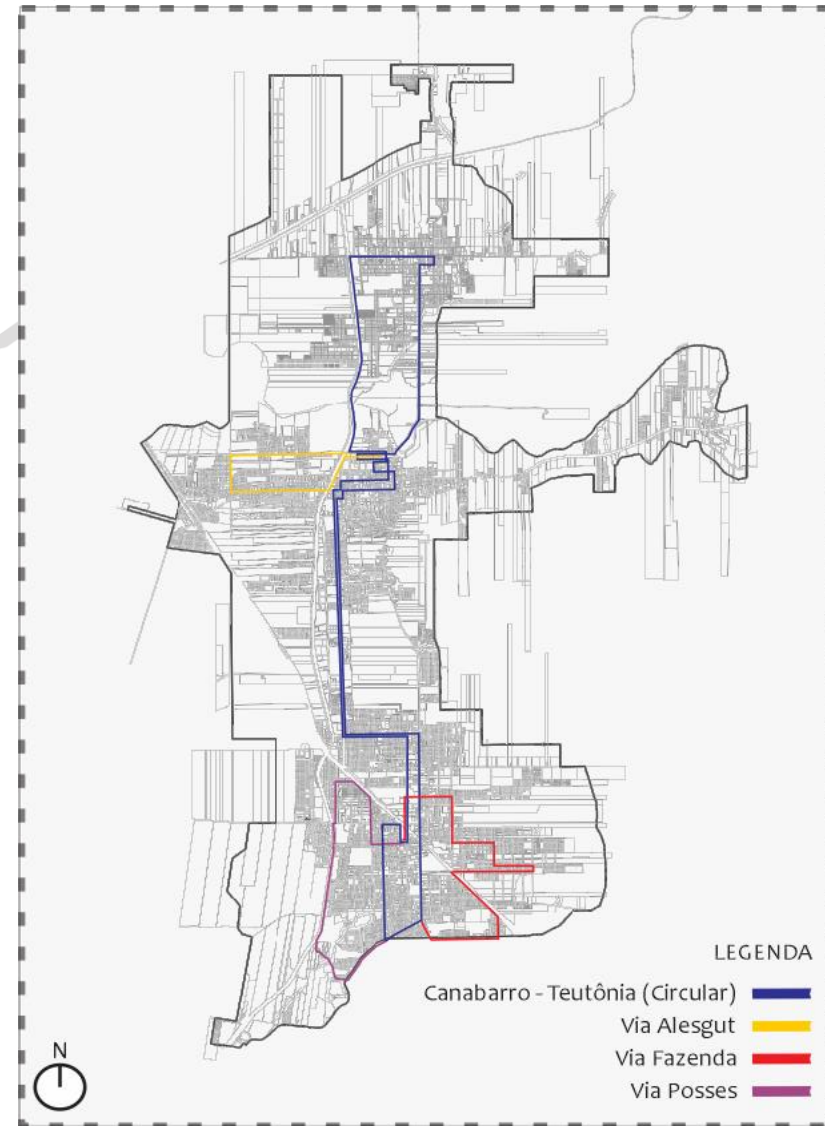 LEGENDA
Canabarro - Teutônia (Circular)
Via Alesgut
Via Fazenda
Via Posses
N